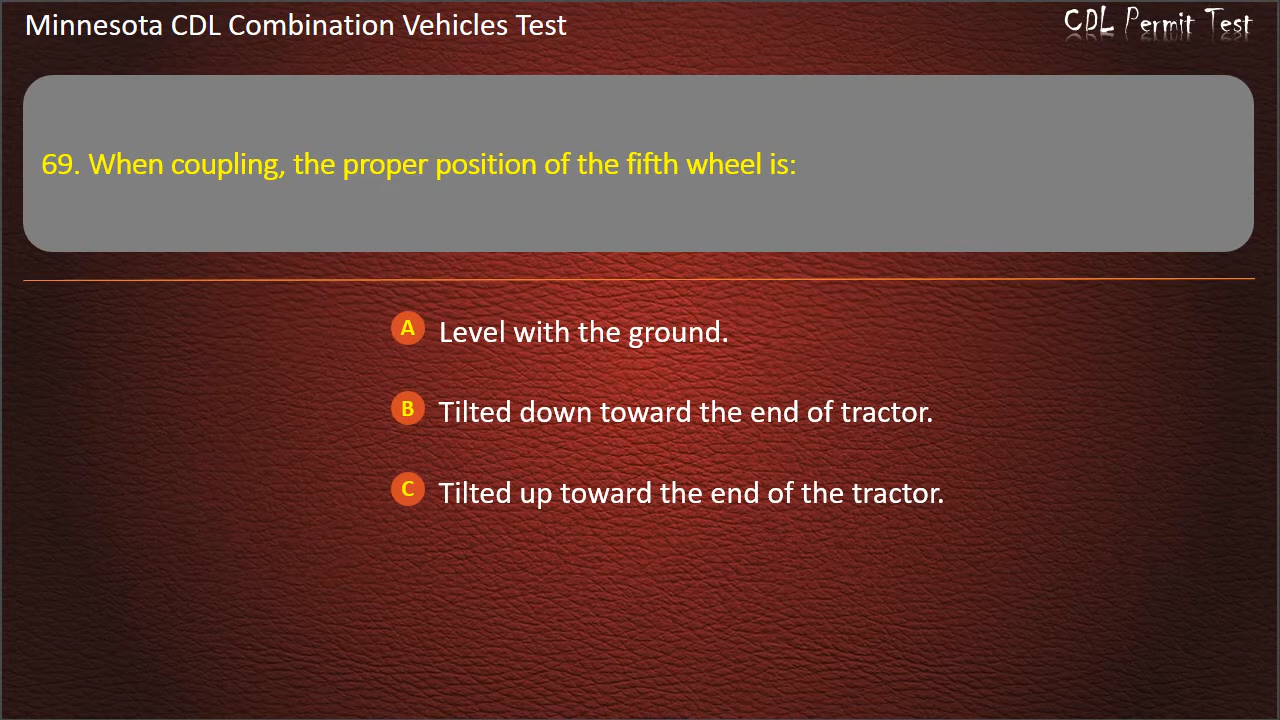 Minnesota CDL Combination Vehicles Test
CDL Permit Test
69. When coupling, the proper position of the fifth wheel is:
A Level with the ground.
B Tilted down toward the end of tractor.
C Tilted up toward the end of the tractor.